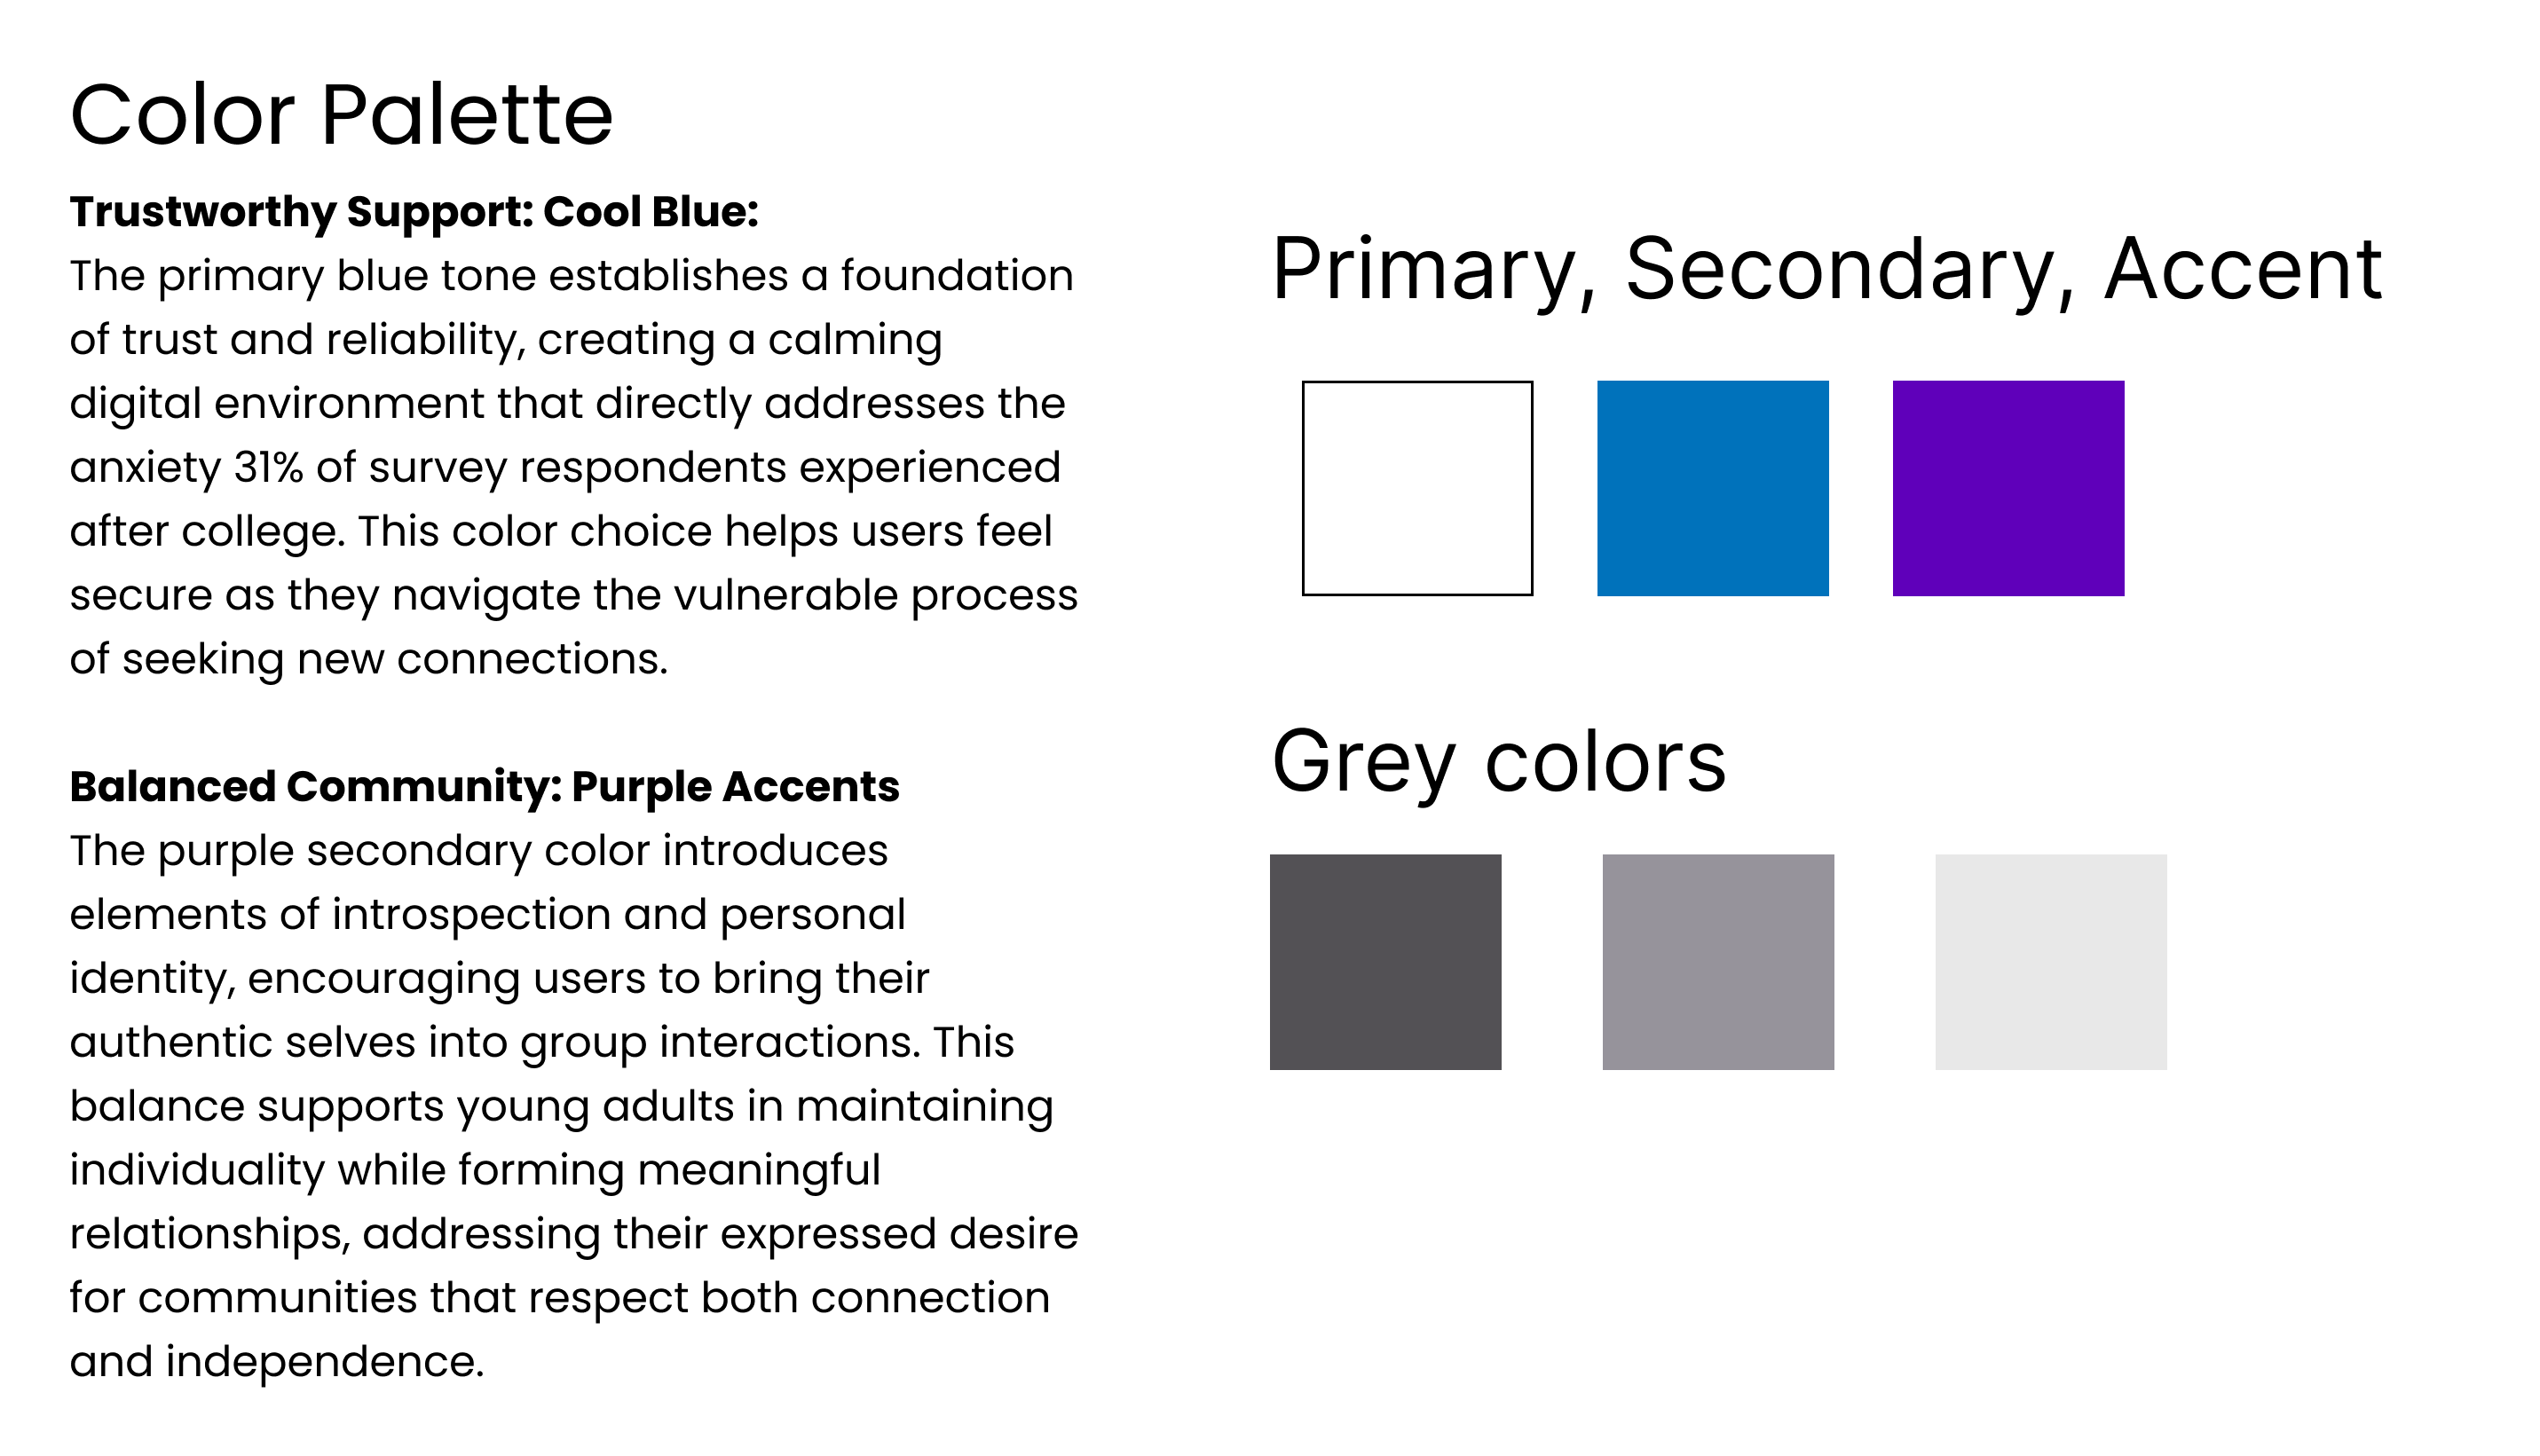 Color Palette
Trustworthy Support: Cool Blue:
The primary blue tone establishes a foundation
of trust and reliability, creating a calming
digital environment that directly addresses the
anxiety 31% of survey respondents experienced
after college. This color choice helps users feel
secure as they navigate the vulnerable process
of seeking new connections.
Balanced Community: Purple Accents
The purple secondary color introduces
elements of introspection and personal
identity, encouraging users to bring their
authentic selves into group interactions. This
balance supports young adults in maintaining
individuality while forming meaningful
relationships, addressing their expressed desire
for communities that respect both connection
and independence.
Primary, Secondary, Accent
Grey colors